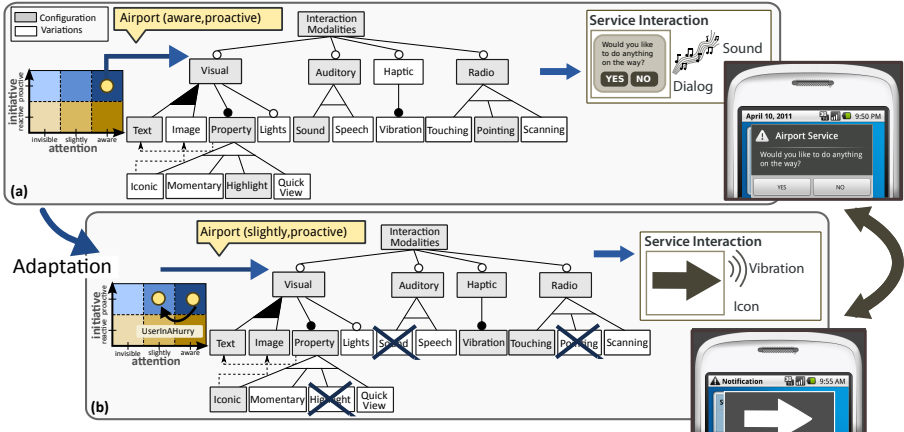 Configuration
Variations
Airport (aware,proactive)
Interaction
Modalities
Visual
Auditory
Haptic
Radio
Text
Image
Property
Lights
Sound
Speech
Vibration
Touching
Pointing
Scanning
Iconic
Momentary
Highlight
Quick
View
initiative
reactive proactive
invisible
slightly
aware
attention
(a)
Service Interaction
Would you like
to do anything
on the way?
YES NO
Sound
Dialog
April 10, 2011
9:50 PM
Airport Service
Would you like to do anything
on the way?
YES
NO
Adaptation
Airport (slightly,proactive)
Interaction
Modalities
Visual
Auditory
Haptic
Radio
Text
Image
Property
Lights
Sound
Speech
Vibration
Touching
Pointing
Scanning
Iconic
Momentary
Highlight
Quick
View
initiative
reactive proactive
UserInAHurry
invisible
slightly
aware
attention
(b)
Service Interaction
Vibration
Icon
Notification
9:55 AM